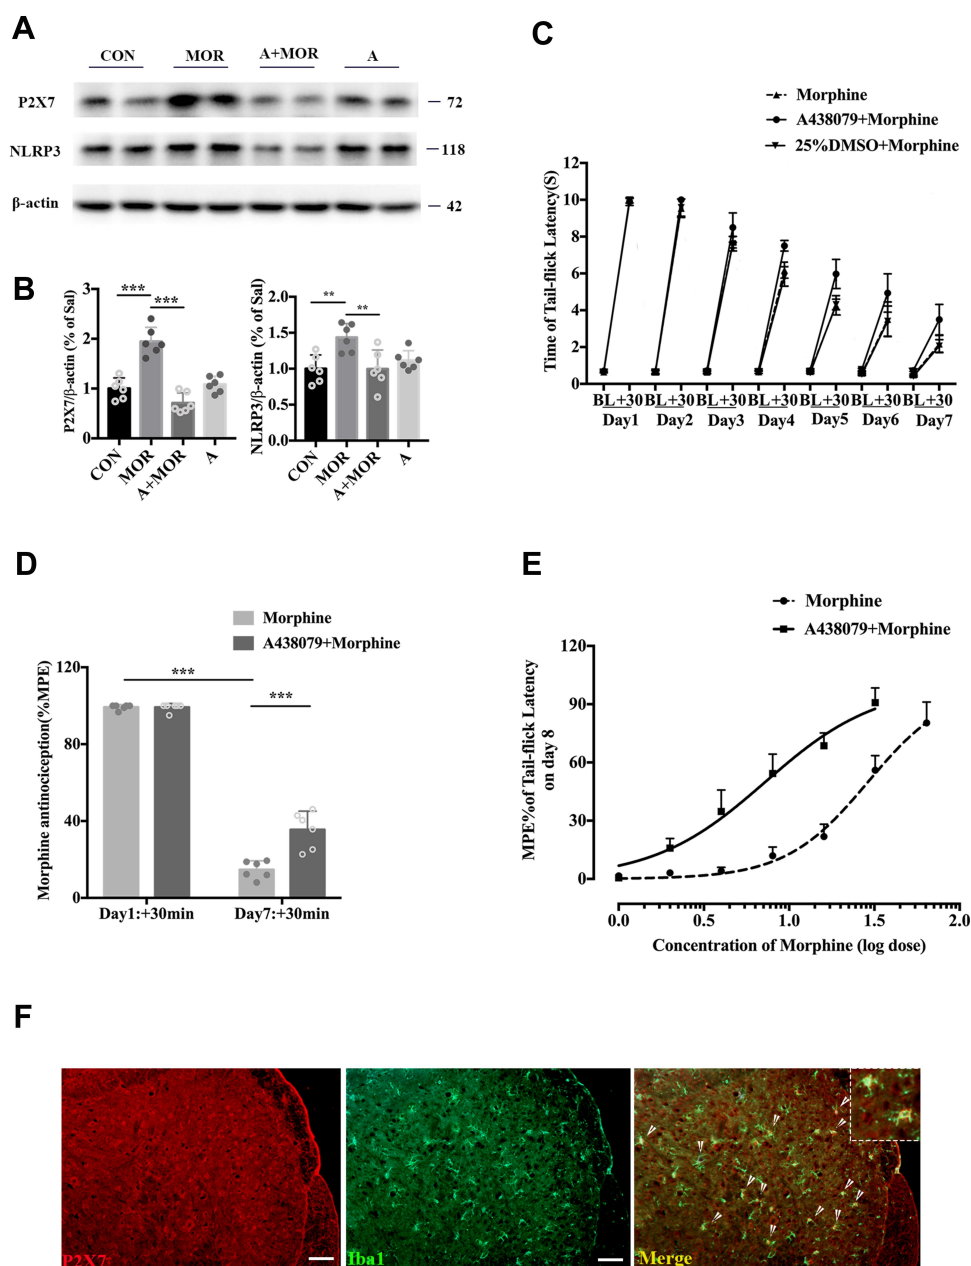 A
CON MOR A+MOR A
P2X7 72
NLRP3 118
β-actin 42
B
P2X7/β-actin (% of Sal)
3
2
1
0
*** ***
CON MOR A+MOR A
NLRP3/β-actin (% of Sal)
2.0
1.5
1.0
0.5
0.0
** **
CON MOR A+MOR A
C
Morphine
A438079+Morphine
25%DMSO+Morphine
Time of Tail-flick Latency(S)
12
10
8
6
4
2
0
BL+30 BL+30 BL+30 BL+30 BL+30 BL+30 BL+30
Day1 Day2 Day3 Day4 Day5 Day6 Day7
D
Morphine
A438079+Morphine
Morphine antinociception(%MPE)
120
80
40
0
*** ***
Day1:+30min Day7:+30min
E
Morphine
A438079+Morphine
MPE%of Tail-flick Latency
on day 8
120
90
60
30
0
0.0 0.5 1.0 1.5 2.0
Concentration of Morphine (log dose)
F
P2X7 Iba1 Merge